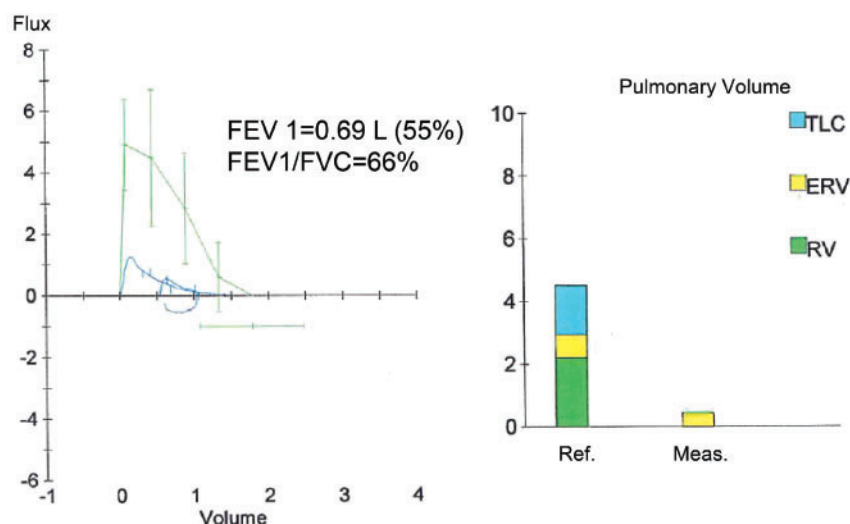 Flux
8
6
4
2
0
-2
-4
-6
-1
0
1
2
3
4
Volume
FEV 1=0.69 L (55%)
FEV1/FVC=66%
Pulmonary Volume
10
8
6
4
2
0
TLC
ERV
RV
Ref.
Meas.